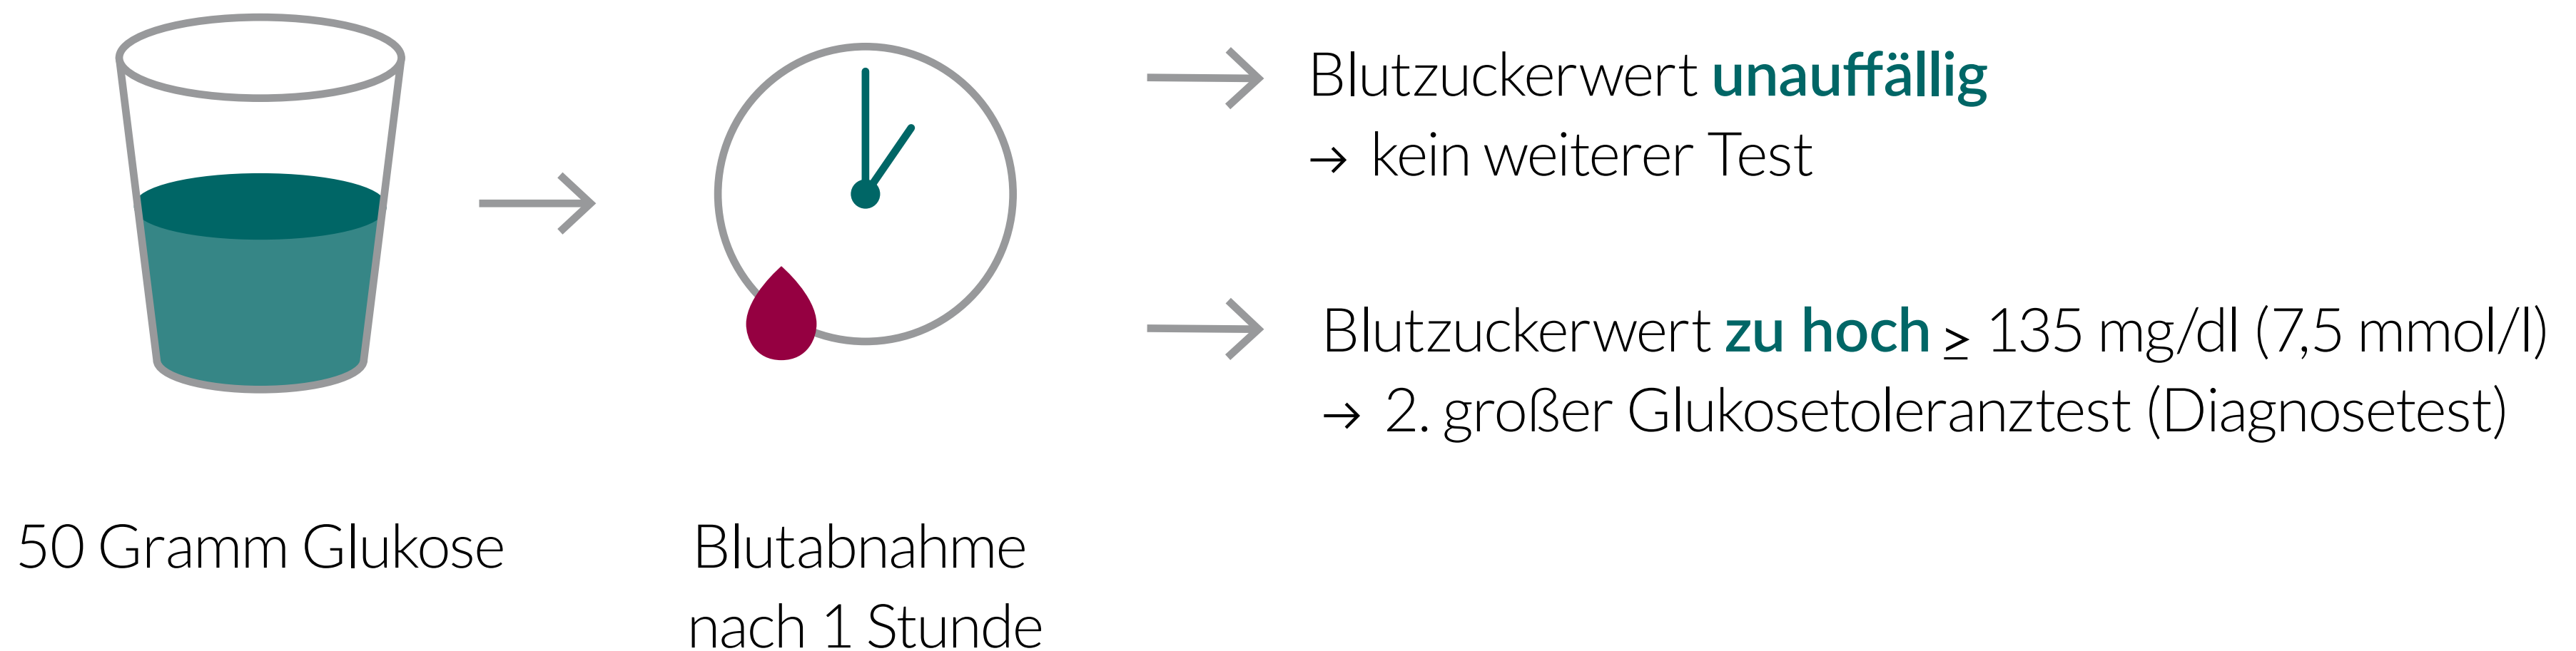 Blutzuckerwert unauffällig
→ kein weiterer Test
Blutzuckerwert zu hoch ≥ 135 mg/dl (7,5 mmol/l)
→ 2. großer Glukosetoleranztest (Diagnosetest)
50 Gramm Glukose
Blutabnahme
nach 1 Stunde